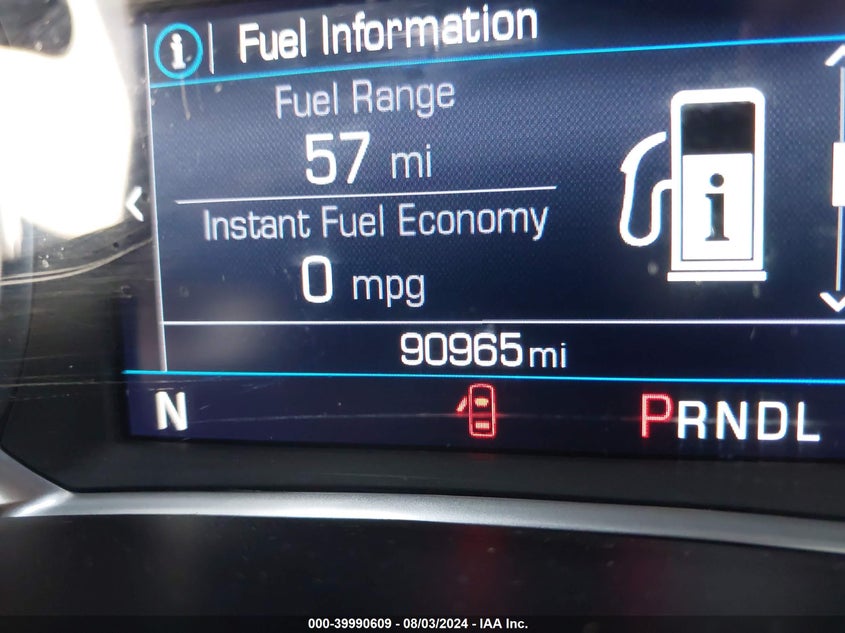 i Fuel Information
Fuel Range
57 mi
Instant Fuel Economy
0 mpg
i
90965 mi
N PRNDL
000-39990609 - 08/03/2024 - IAA Inc.